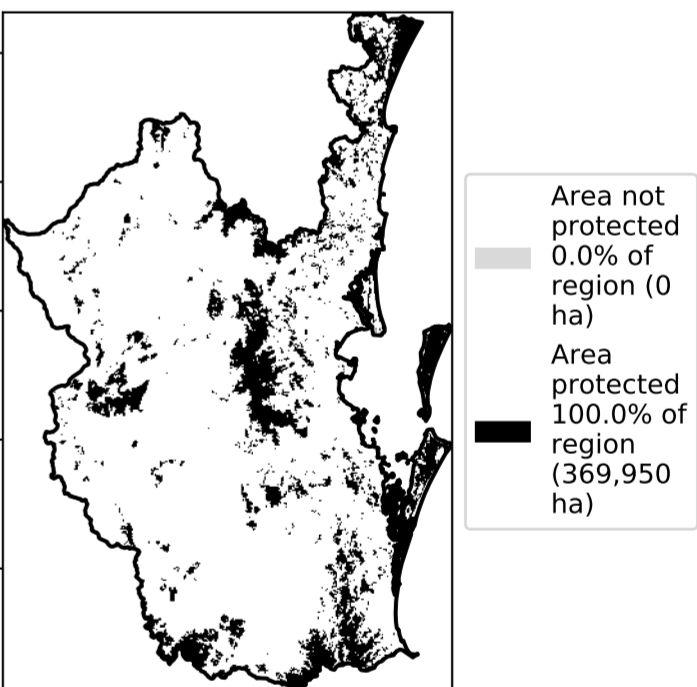 Area not
protected
0.0% of
region (0
ha)
Area
protected
100.0% of
region
(369,950
ha)